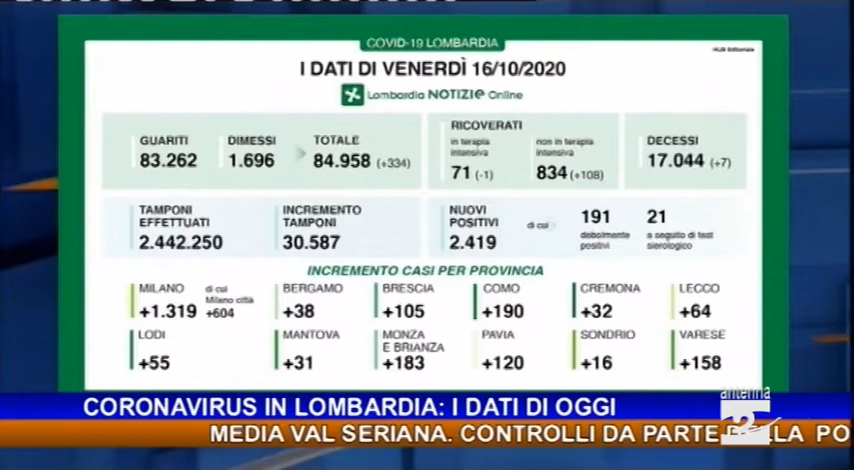 COVID-19 LOMBARDIA
HUB Editoriale
I DATI DI VENERDÌ 16/10/2020
Lombardia NOTIZIE Online
GUARITI
83.262
DIMESSI
1.696
TOTALE
84.958 (+334)
RICOVERATI
in terapia
intensiva
71 (-1)
non in terapia
intensiva
834 (+108)
DECESSI
17.044 (+7)
TAMPONI
EFFETTUATI
2.442.250
INCREMENTO
TAMPONI
30.587
NUOVI
POSITIVI
2.419
di cui
191
debolmente
positivi
21
a seguito di test
sierologico
INCREMENTO CASI PER PROVINCIA
MILANO
+1.319
di cui
Milano città
+604
BERGAMO
+38
BRESCIA
+105
COMO
+190
CREMONA
+32
LECCO
+64
LODI
+55
MANTOVA
+31
MONZA
E BRIANZA
+183
PAVIA
+120
SONDRIO
+16
VARESE
+158
CORONAVIRUS IN LOMBARDIA: I DATI DI OGGI
antenna
2
MEDIA VAL SERIANA. CONTROLLI DA PARTE DELLA PO